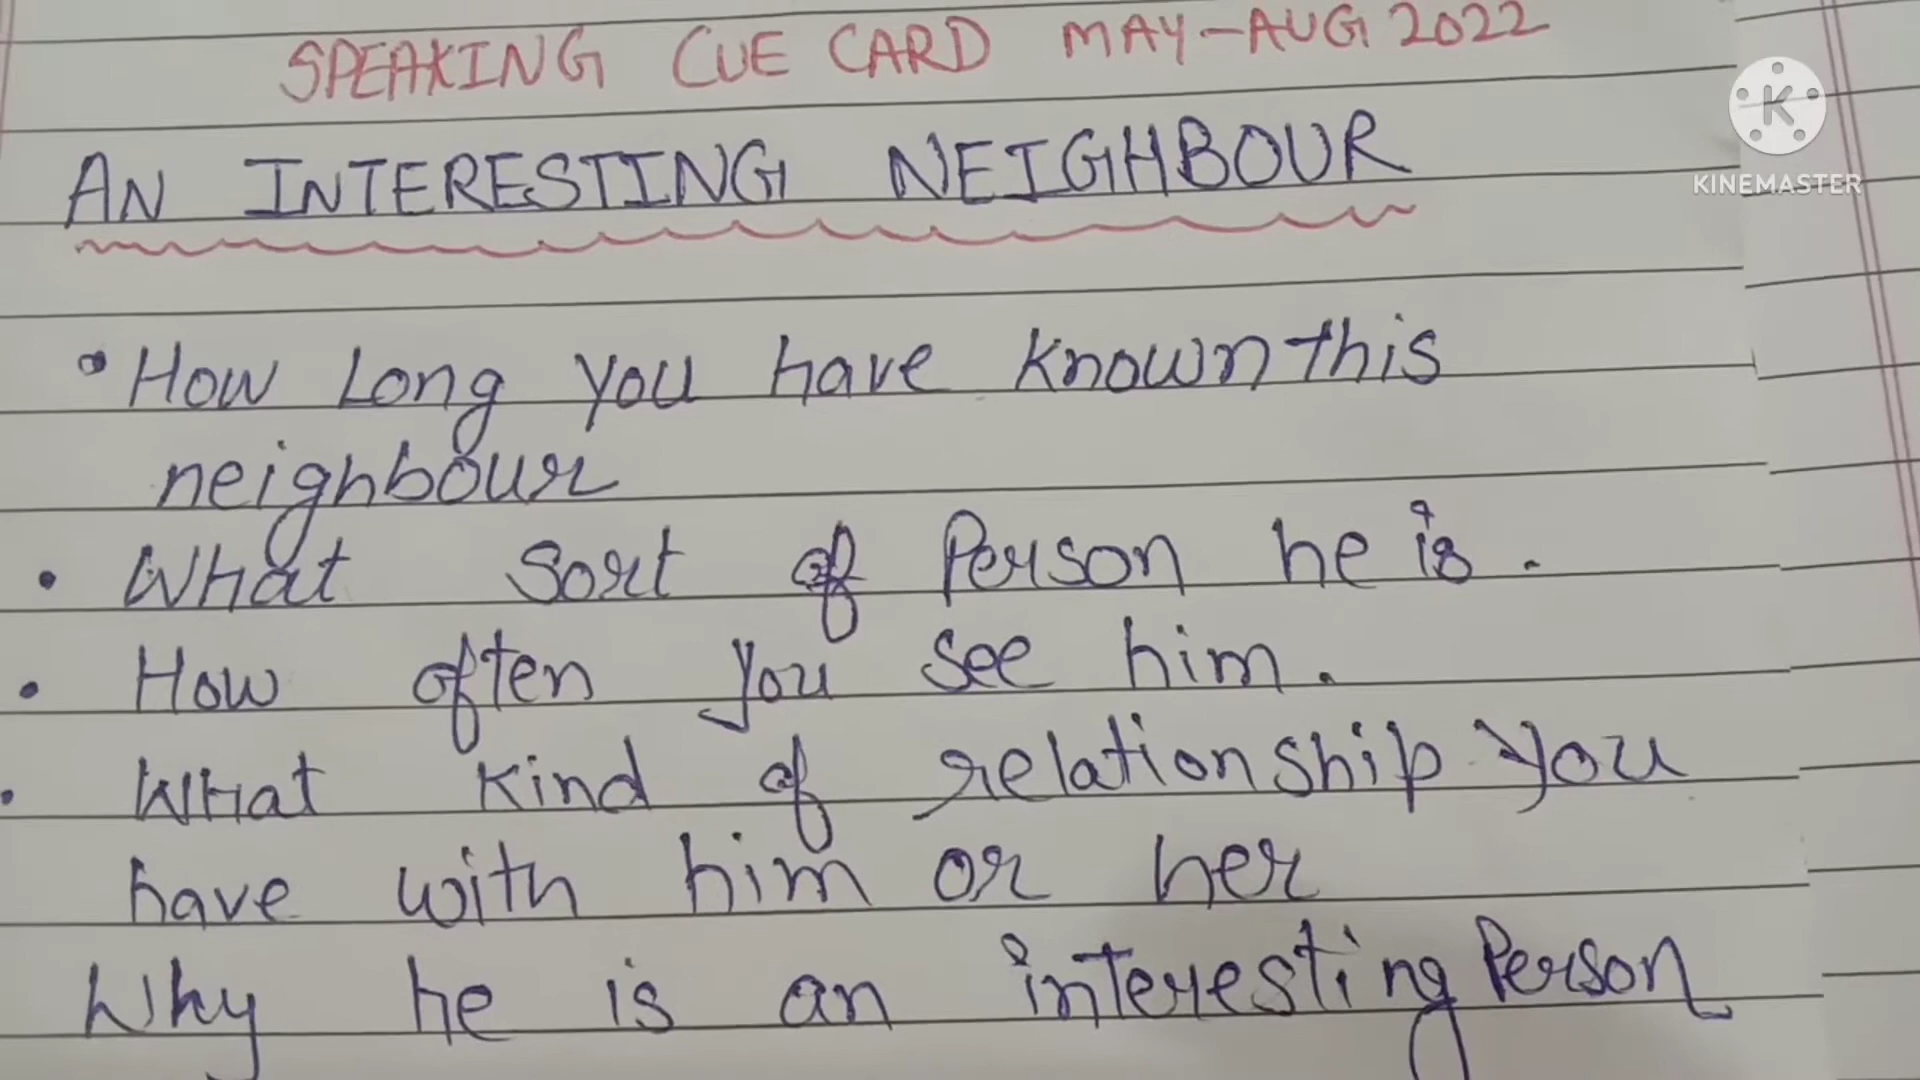 SPEAKING CUE CARD MAY-AUG 2022
AN INTERESTING NEIGHBOUR
• How Long you have known this
neighbour
• What Sort of Person he is.
• How often you see him.
• What kind of relationship you
have with him or her
Why he is an interesting Person
K
KINEMASTER